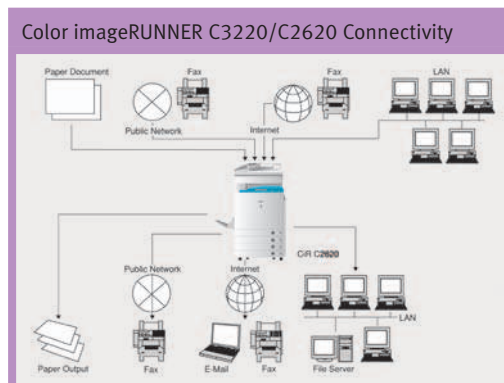 Color imageRUNNER C3220/C2620 Connectivity
Paper Document
Fax
Fax
LAN
Public Network
Internet
CiR C2620
Public Network
Internet
LAN
Paper Output
Fax
E-Mail
Fax
File Server